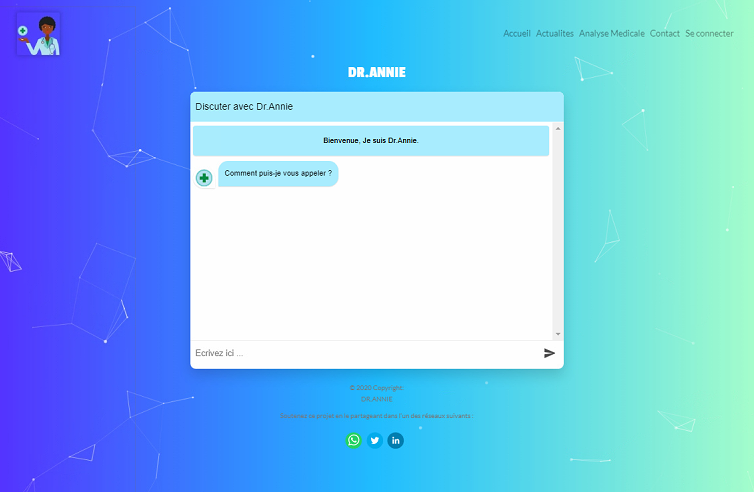 Accueil Actualites Analyse Medicale Contact Se connecter
DR.ANNIE
Discuter avec Dr.Annie
Bienvenue, Je suis Dr.Annie.
Comment puis-je vous appeler ?
Ecrivez ici ...
© 2020 Copyright:
DR.ANNIE
Soutenez ce projet en le partageant dans l'un des réseaux suivants :